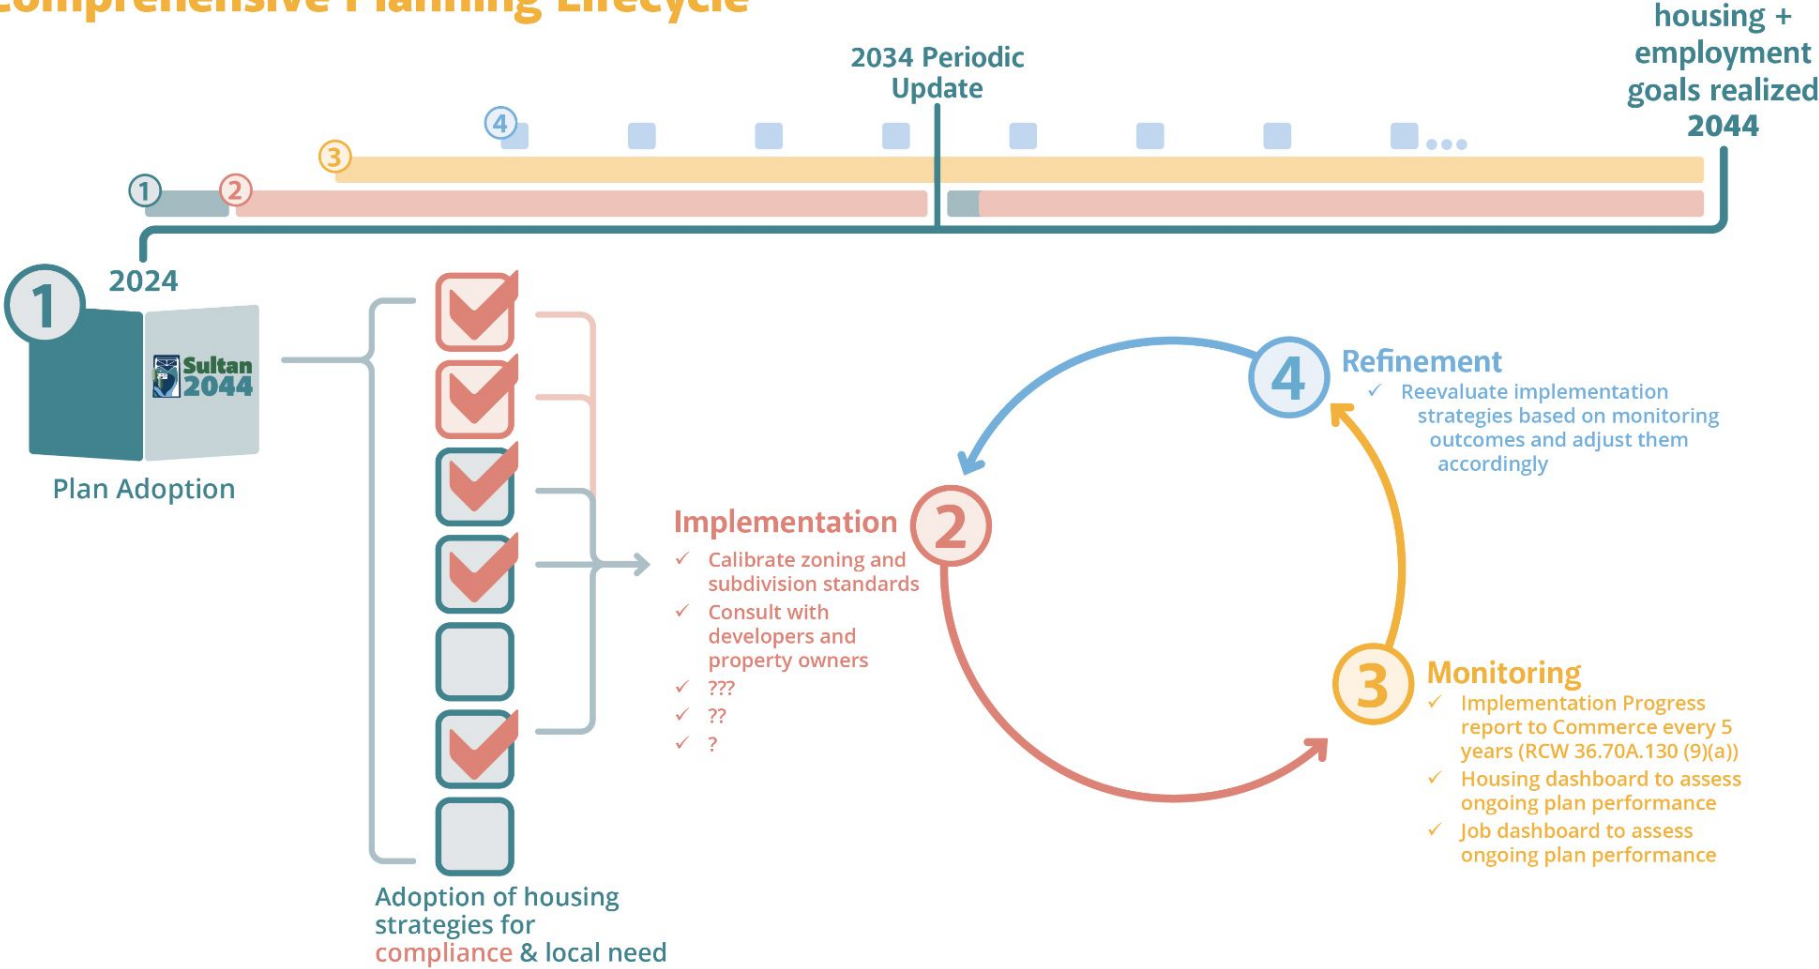 Comprehensive Planning Lifecycle
housing +
employment
goals realized
2044
2034 Periodic
Update
4
3
1
2
2024
1
Sultan
2044
Plan Adoption
Adoption of housing
strategies for
compliance & local need
Implementation
2
✓ Calibrate zoning and
subdivision standards
✓ Consult with
developers and
property owners
✓ ???
✓ ??
✓ ?
4
Refinement
✓ Reevaluate implementation
strategies based on monitoring
outcomes and adjust them
accordingly
3
Monitoring
✓ Implementation Progress
report to Commerce every 5
years (RCW 36.70A.130 (9)(a))
✓ Housing dashboard to assess
ongoing plan performance
✓ Job dashboard to assess
ongoing plan performance